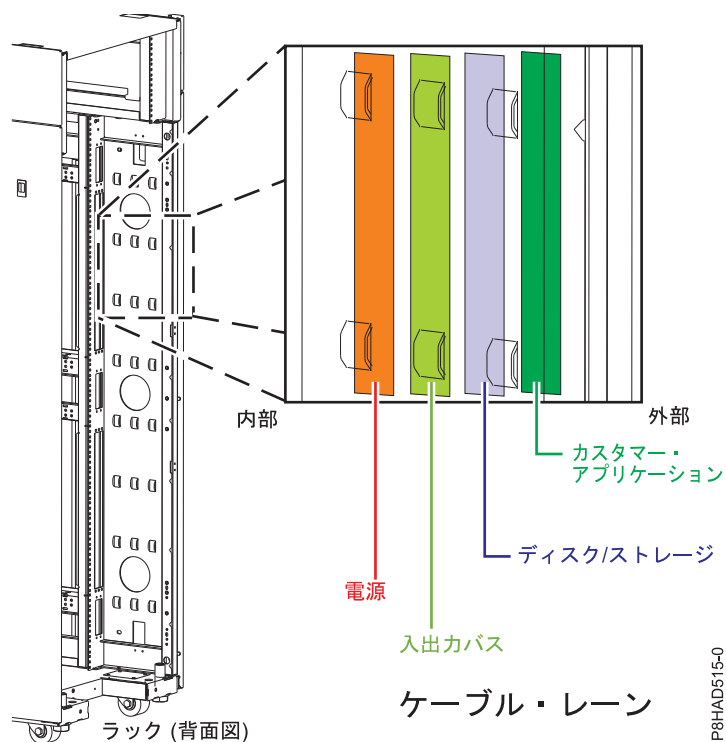 内部
外部
カスタマー・
アプリケーション
ディスク/ストレージ
電源
入出力バス
ケーブル・レーン
ラック (背面図)
P8HAD515-0